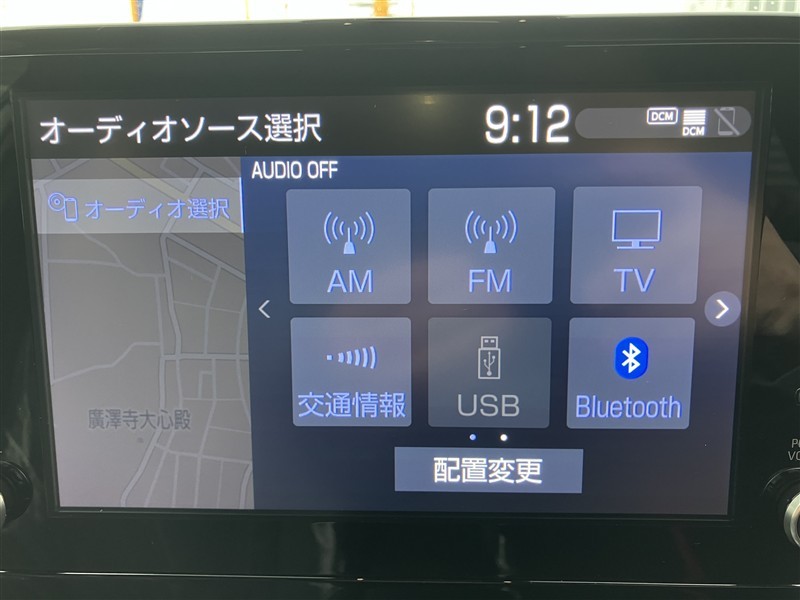 オーディオソース選択
9:12
DCM
DCM
AUDIO OFF
オーディオ選択
AM
FM
TV
交通情報
USB
Bluetooth
廣澤寺大心殿
配置変更